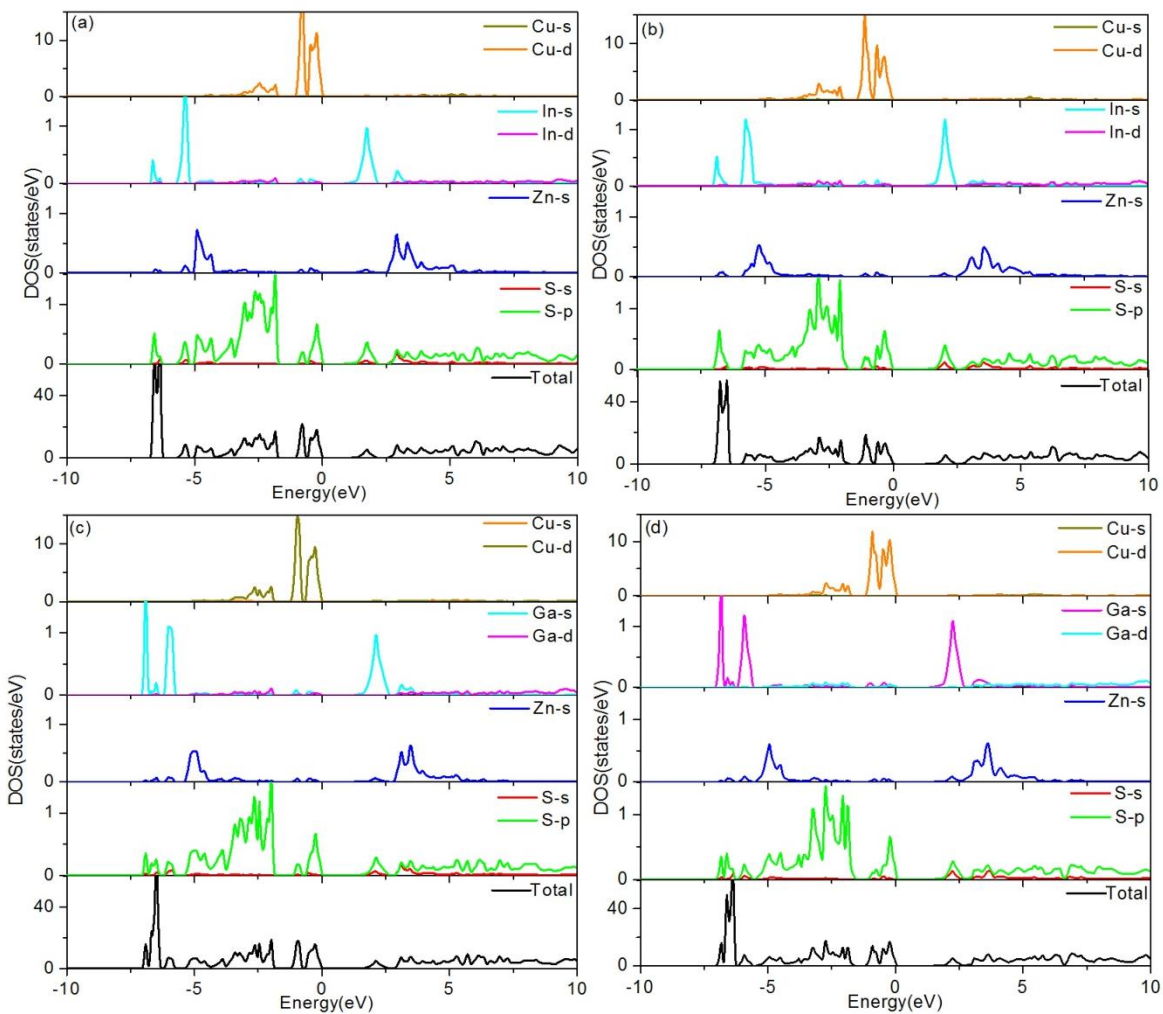 (a)
Cu-s
Cu-d
15
0
In-s
In-d
1
0
Zn-s
1
0
S-s
S-p
1
0
Total
40
0
-10
-5
0
5
10
Energy(eV)
DOS(states/eV)
(b)
Cu-s
Cu-d
10
0
In-s
In-d
1
0
Zn-s
1
0
S-s
S-p
1
0
Total
40
0
-10
-5
0
5
10
Energy(eV)
DOS(states/eV)
(c)
Cu-s
Cu-d
10
0
Ga-s
Ga-d
1
0
Zn-s
1
0
S-s
S-p
1
0
Total
40
0
-10
-5
0
5
10
Energy(eV)
DOS(states/eV)
(d)
Cu-s
Cu-d
10
0
Ga-s
Ga-d
1
0
Zn-s
1
0
S-s
S-p
1
0
Total
40
0
-10
-5
0
5
10
Energy(eV)
DOS(states/eV)